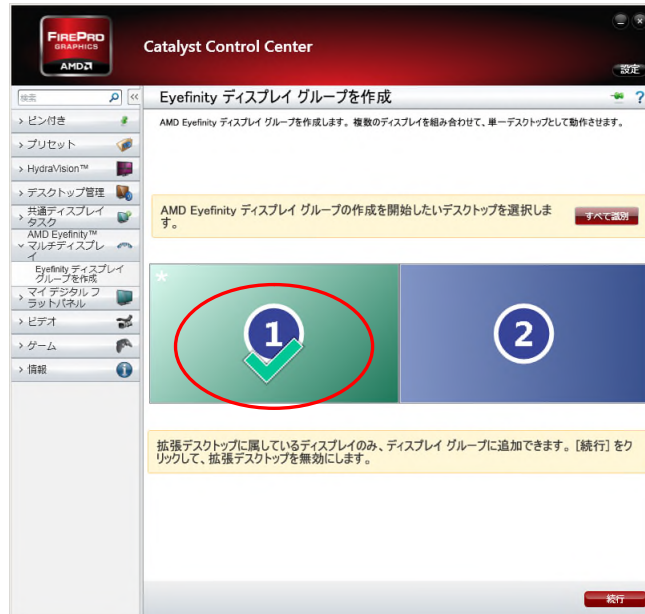 FIREPRO
GRAPHICS
AMD
Catalyst Control Center
設定
検索
Eyefinity ディスプレイ グループを作成
?
AMD Eyefinity ディスプレイ グループを作成します。複数のディスプレイを組み合わせて、単一デスクトップとして動作させます。
ピン付き
プリセット
HydraVision™
デスクトップ管理
共通ディスプレイ
タスク
AMD Eyefinity™
マルチディスプレ
イ
Eyefinity ディスプレイ
グループを作成
マイ デジタル フ
ラットパネル
ビデオ
ゲーム
情報
AMD Eyefinity ディスプレイ グループの作成を開始したいデスクトップを選択しま
す。
すべて識別
*
1
2
拡張デスクトップに属しているディスプレイのみ、ディスプレイ グループに追加できます。[続行] をク
リックして、拡張デスクトップを無効にします。
続行